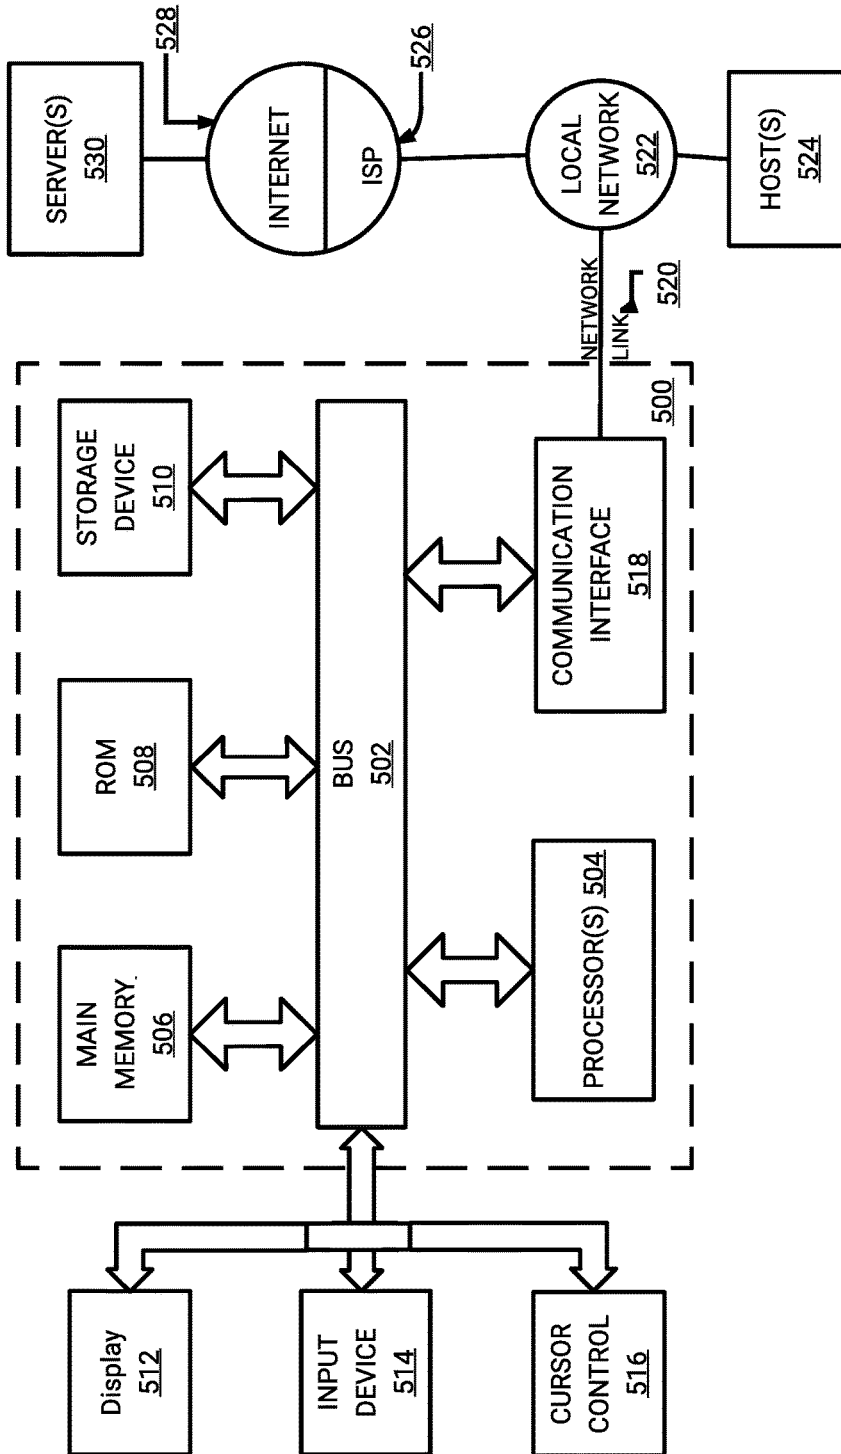 Display
512
INPUT
DEVICE
514
CURSOR
CONTROL
516
MAIN
MEMORY.
506
ROM
508
STORAGE
DEVICE
510
BUS
502
PROCESSOR(S) 504
COMMUNICATION
INTERFACE
518
500
NETWORK
LINK
520
SERVER(S)
530
528
INTERNET
ISP
526
LOCAL
NETWORK
522
HOST(S)
524